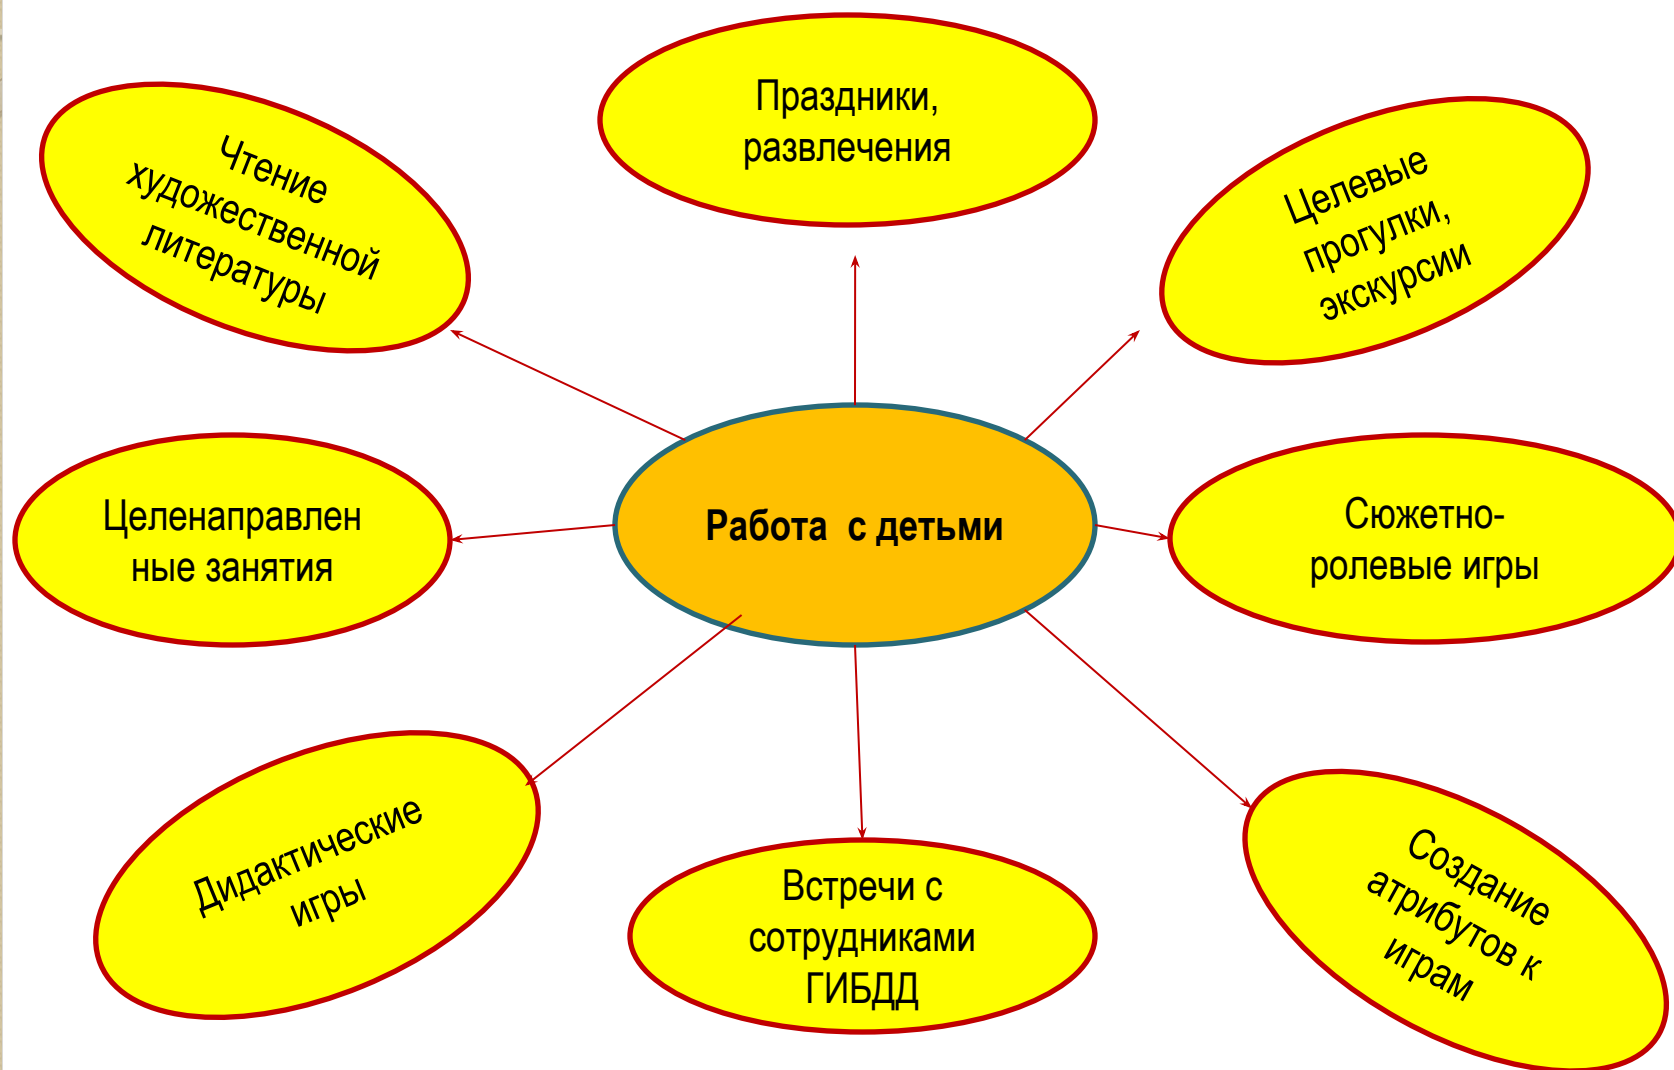 Праздники,
развлечения
Чтение
художественной
литературы
Целевые
прогулки,
экскурсии
Целенаправлен
ные занятия
Работа с детьми
Сюжетно-
ролевые игры
Дидактические
игры
Встречи с
сотрудниками
ГИБДД
Создание
атрибутов к
играм